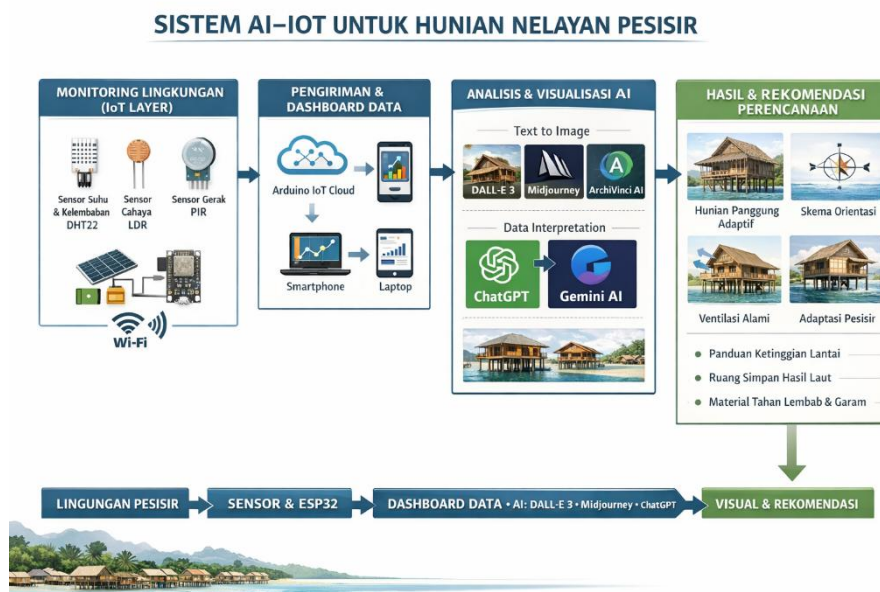 SISTEM AI–IOT UNTUK HUNIAN NELAYAN PESISIR
MONITORING LINGKUNGAN
(IoT LAYER)
Sensor Suhu
& Kelembaban
DHT22
Sensor
Cahaya
LDR
Sensor Gerak
PIR
Wi-Fi
PENGIRIMAN &
DASHBOARD DATA
Arduino IoT Cloud
Smartphone
Laptop
ANALISIS & VISUALISASI AI
Text to Image
DALL-E 3
Midjourney
ArchiVinci AI
Data Interpretation
ChatGPT
Gemini AI
HASIL & REKOMENDASI
PERENCANAAN
Hunian Panggung
Adaptif
Skema Orientasi
Ventilasi Alami
Adaptasi Pesisir
• Panduan Ketinggian Lantai
• Ruang Simpan Hasil Laut
• Material Tahan Lembab & Garam
LINGUNGAN PESISIR
SENSOR & ESP32
DASHBOARD DATA • AI: DALL-E 3 • Midjourney • ChatGPT
VISUAL & REKOMENDASI